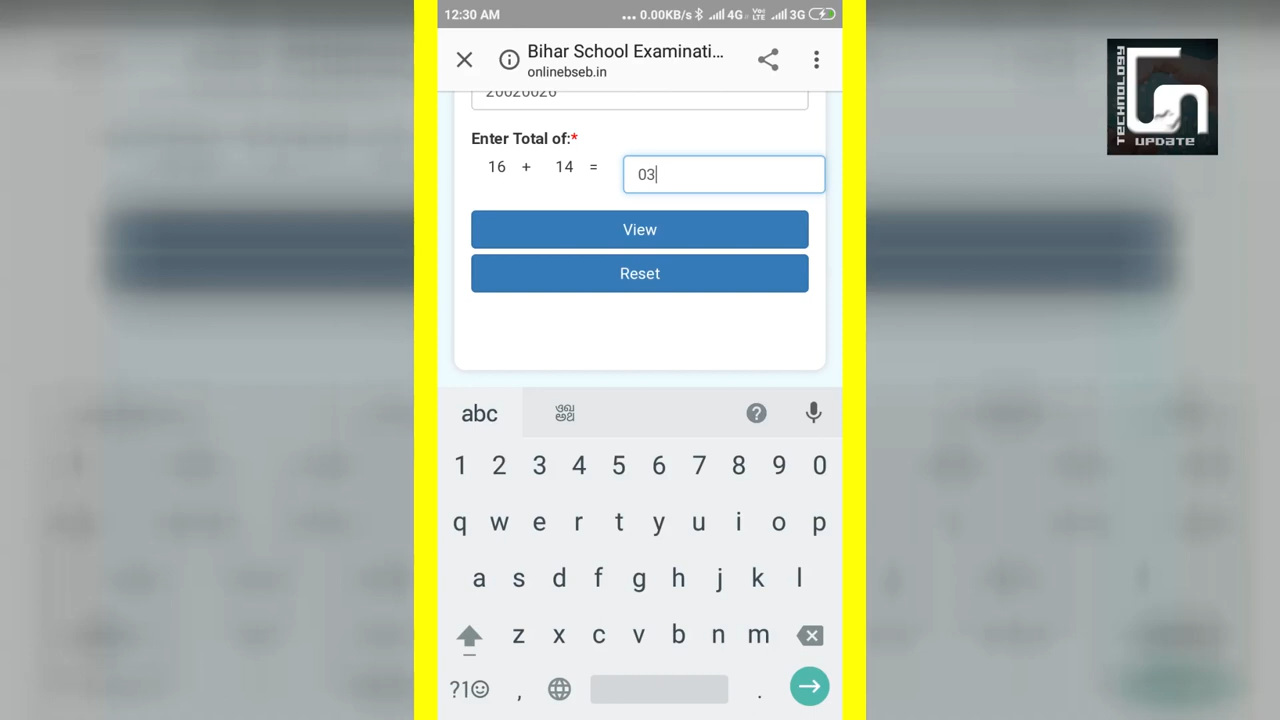 12:30 AM ... 0.00KB/s 4G VoLTE 3G
Bihar School Examinati...
onlinebseb.in
Enter Total of:*
16 + 14 = 03
View
Reset
abc
1 2 3 4 5 6 7 8 9 0
q w e r t y u i o p
a s d f g h j k l
z x c v b n m
?1☺ , .
TECHNOLOGY
UPDATE